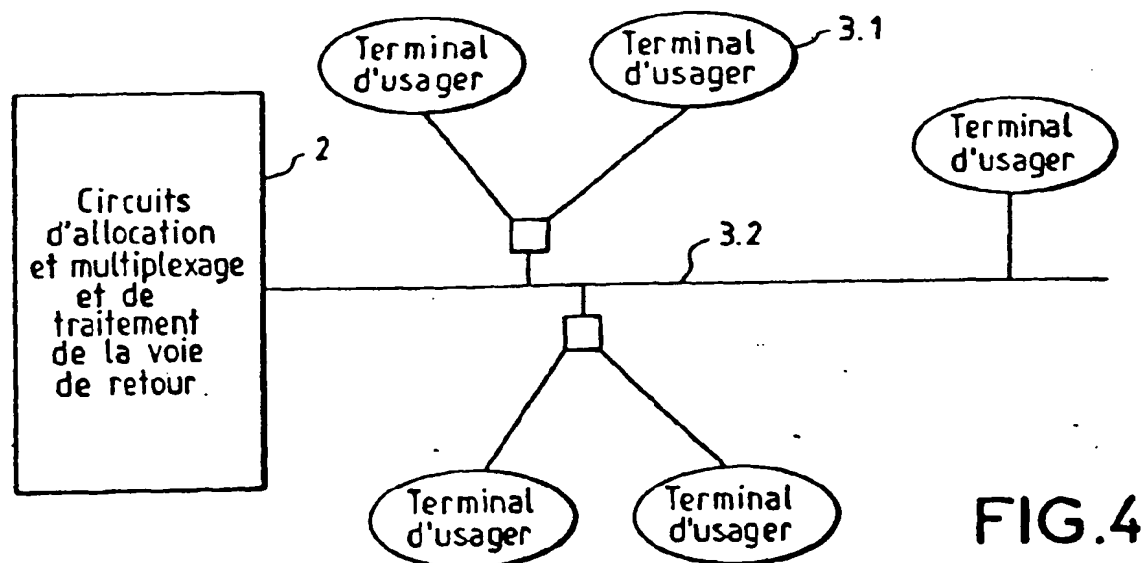 Terminal
d'usager
Terminal
d'usager
3.1
Terminal
d'usager
2
Circuits
d'allocation
et multiplexage
et de
traitement
de la voie
de retour.
3.2
Terminal
d'usager
Terminal
d'usager
FIG.4